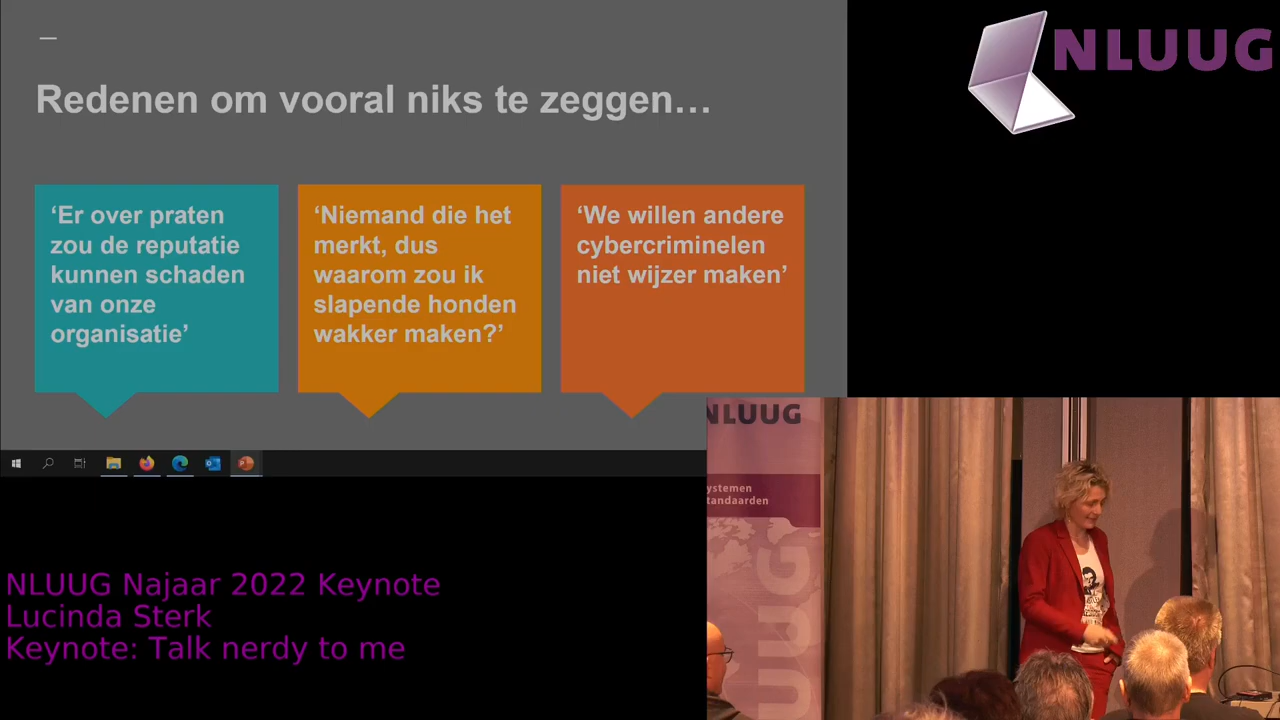 Redenen om vooral niks te zeggen…
‘Er over praten
zou de reputatie
kunnen schaden
van onze
organisatie’
‘Niemand die het
merkt, dus
waarom zou ik
slapende honden
wakker maken?’
‘We willen andere
cybercriminelen
niet wijzer maken’
NLUUG
NLUUG
ystemen
tandaarden
NLUUG Najaar 2022 Keynote
Lucinda Sterk
Keynote: Talk nerdy to me